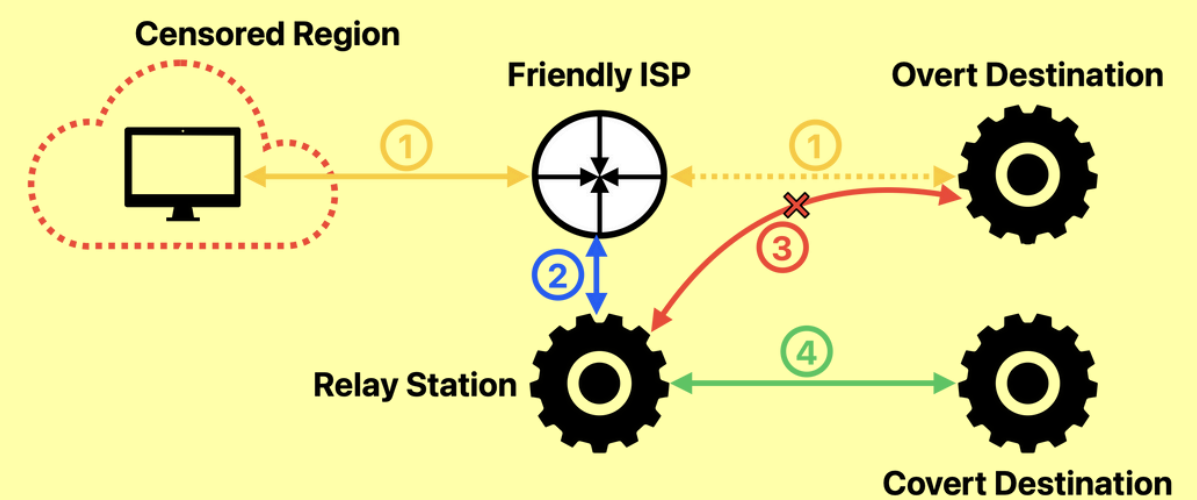 Censored Region
Friendly ISP
Overt Destination
1
1
2
3
4
Relay Station
Covert Destination